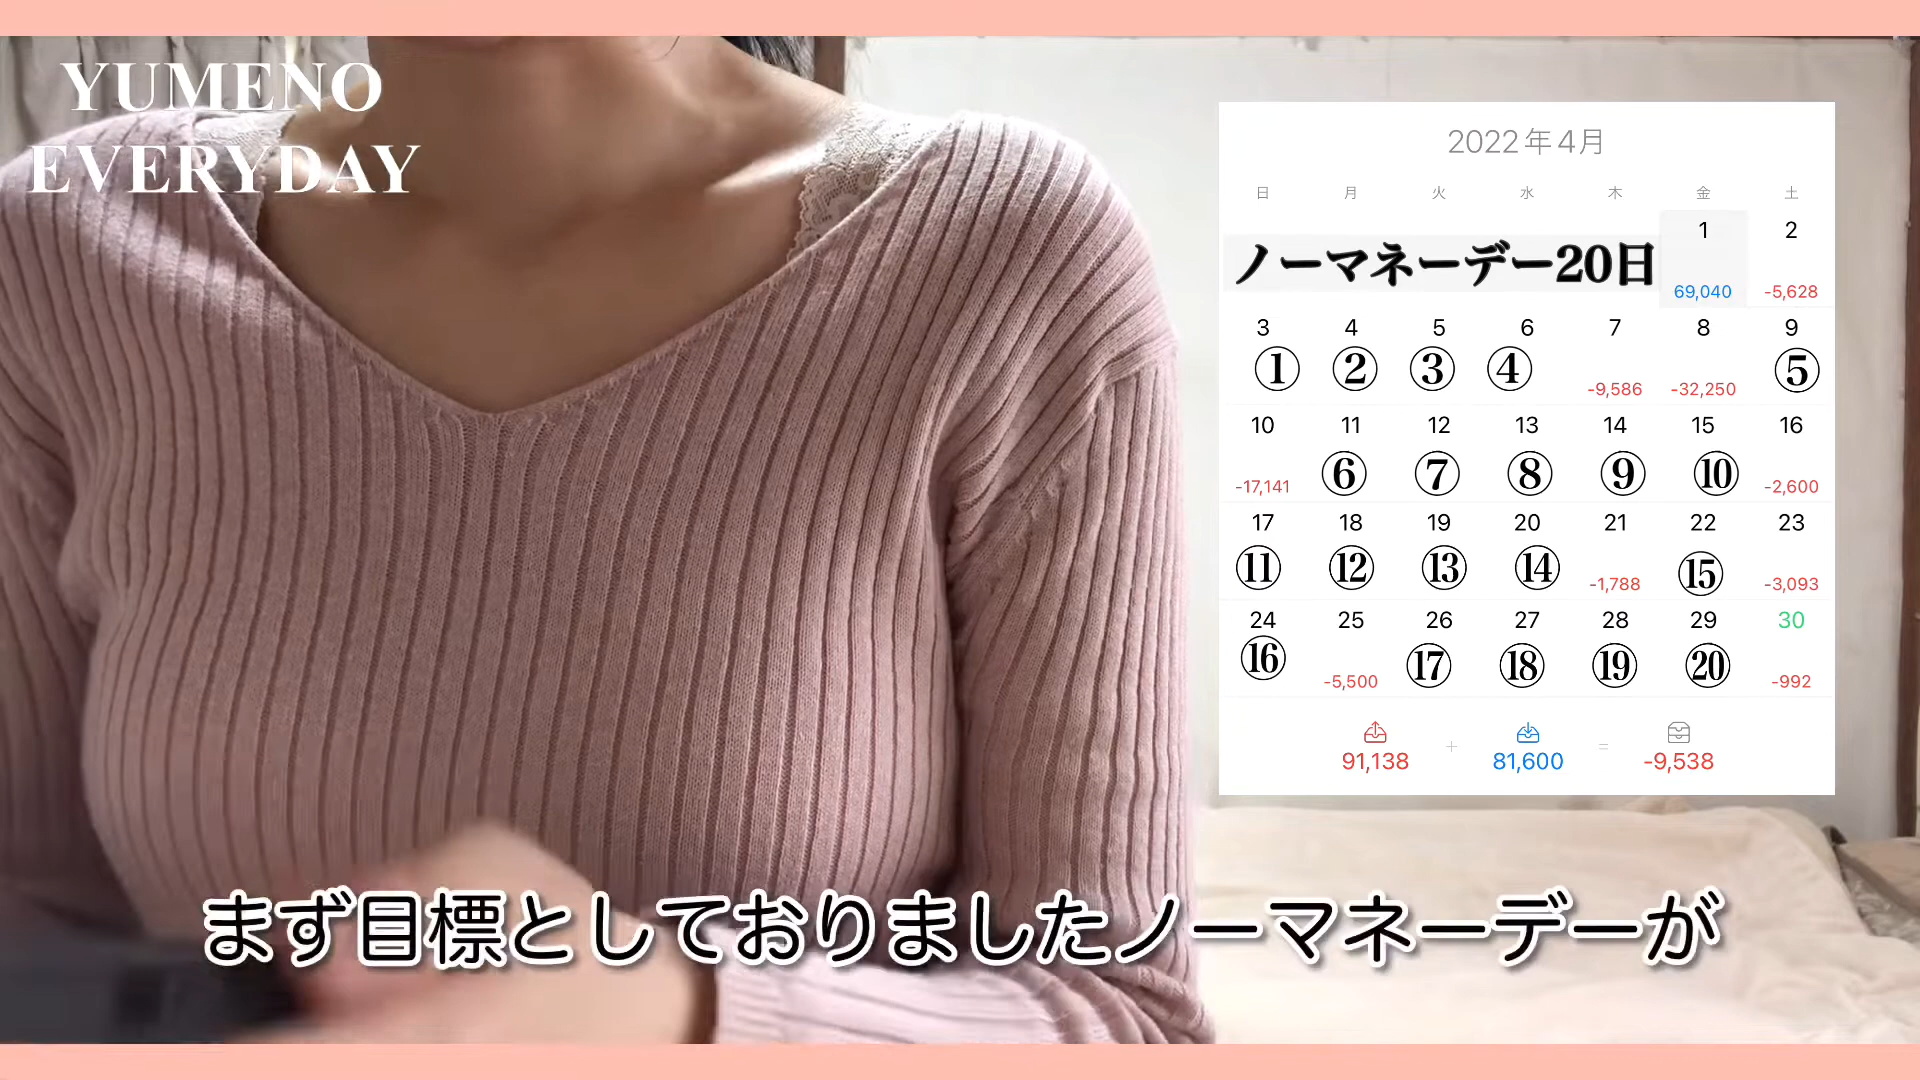 YUMENO
EVERYDAY
2022年4月
日 月 火 水 木 金 土
1 2
ノーマネーデー20日
69,040 -5,628
3 4 5 6 7 8 9
① ② ③ ④ ⑤
-9,586 -32,250
10 11 12 13 14 15 16
⑥ ⑦ ⑧ ⑨ ⑩
-17,141 -2,600
17 18 19 20 21 22 23
⑪ ⑫ ⑬ ⑭ ⑮
-1,788 -3,093
24 25 26 27 28 29 30
⑯ ⑰ ⑱ ⑲ ⑳
-5,500 -992
91,138 + 81,600 = -9,538
まず目標としておりましたノーマネーデーが